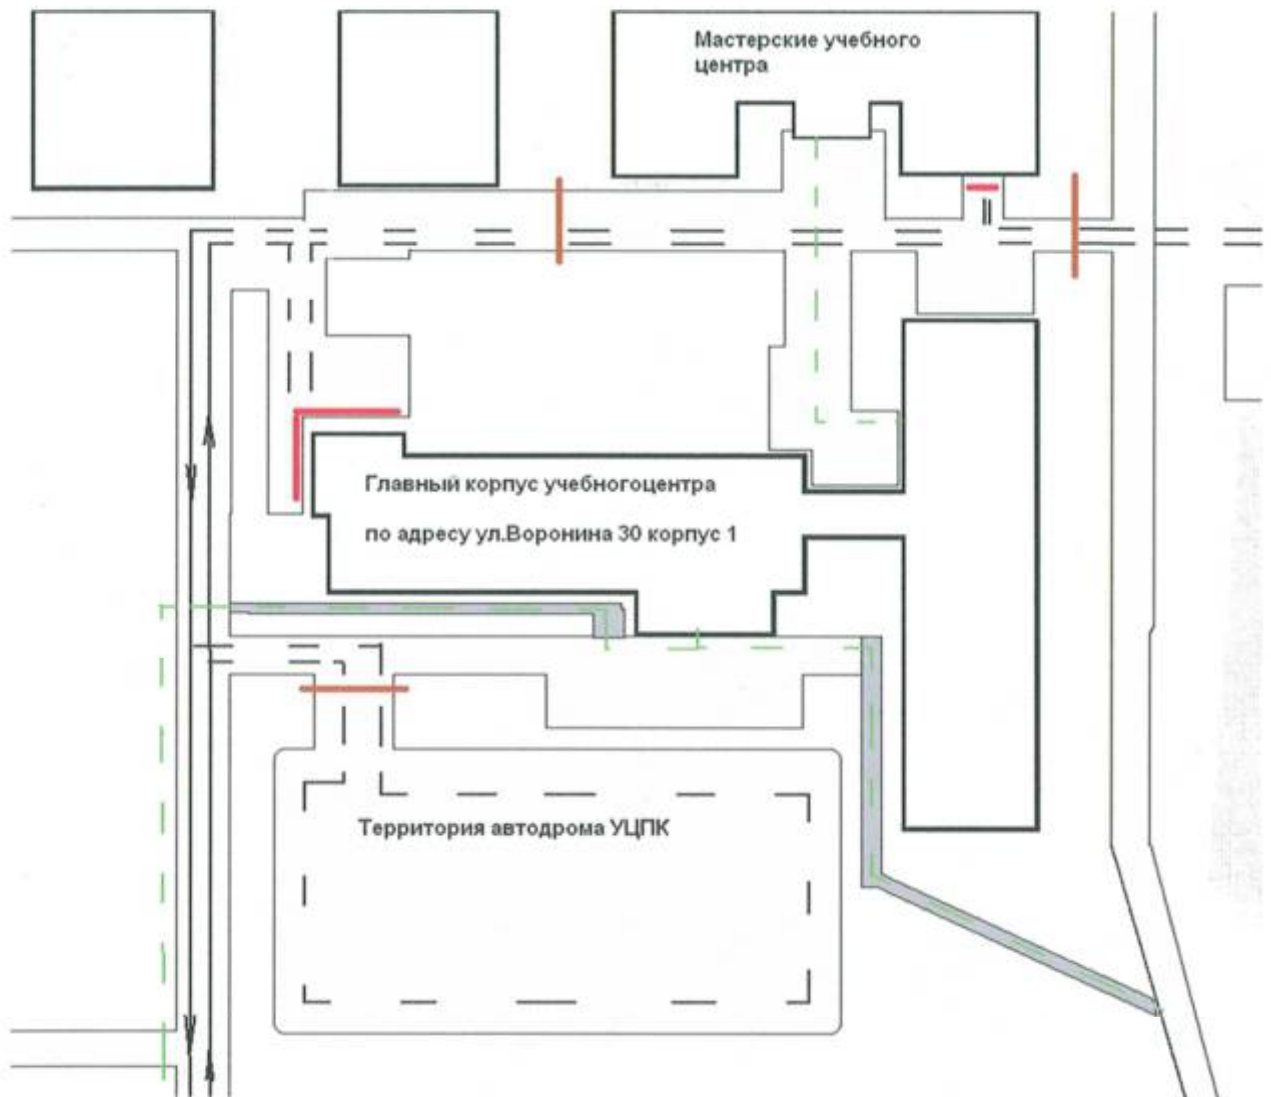 Мастерские учебного
центра
Главный корпус учебногоцентра
по адресу ул.Воронина 30 корпус 1
Территория автодрома УЦПК